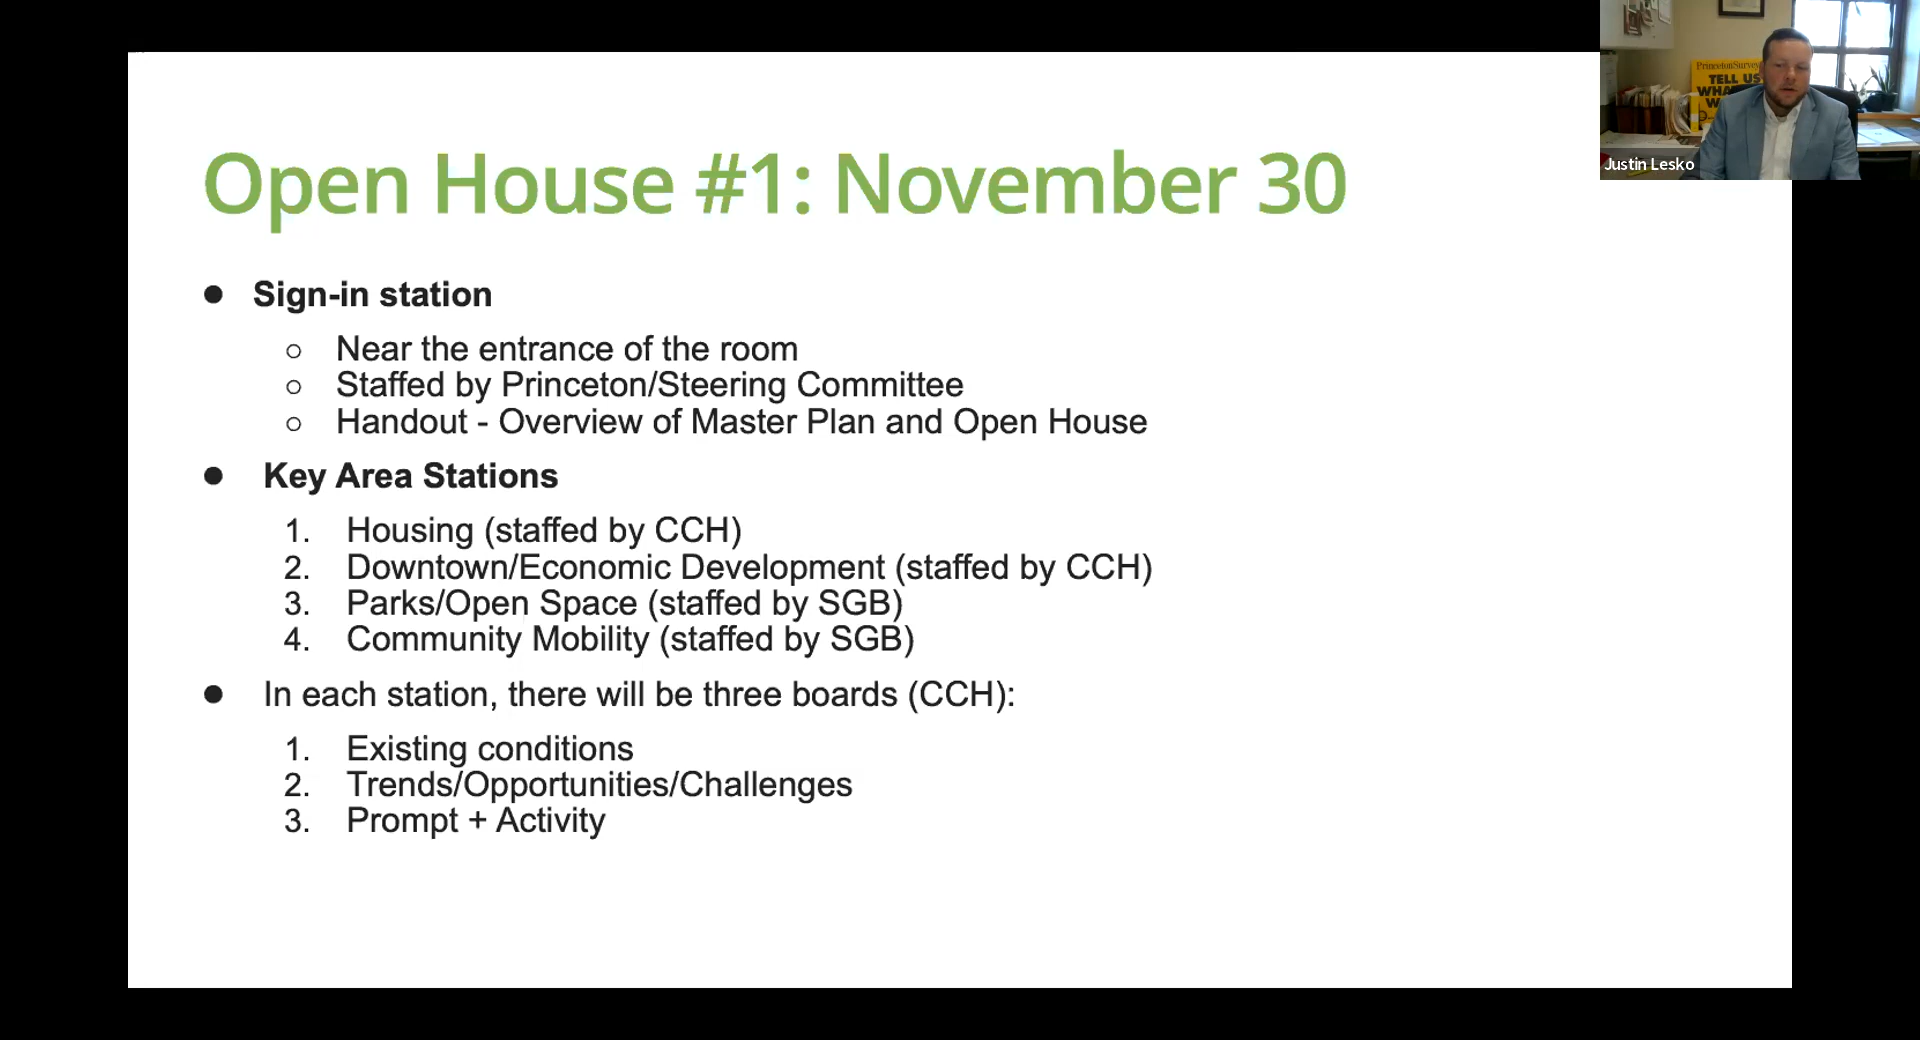 Open House #1: November 30
● Sign-in station
○ Near the entrance of the room
○ Staffed by Princeton/Steering Committee
○ Handout - Overview of Master Plan and Open House
● Key Area Stations
1. Housing (staffed by CCH)
2. Downtown/Economic Development (staffed by CCH)
3. Parks/Open Space (staffed by SGB)
4. Community Mobility (staffed by SGB)
● In each station, there will be three boards (CCH):
1. Existing conditions
2. Trends/Opportunities/Challenges
3. Prompt + Activity
PrincetonSurvey
TELL US
Justin Lesko